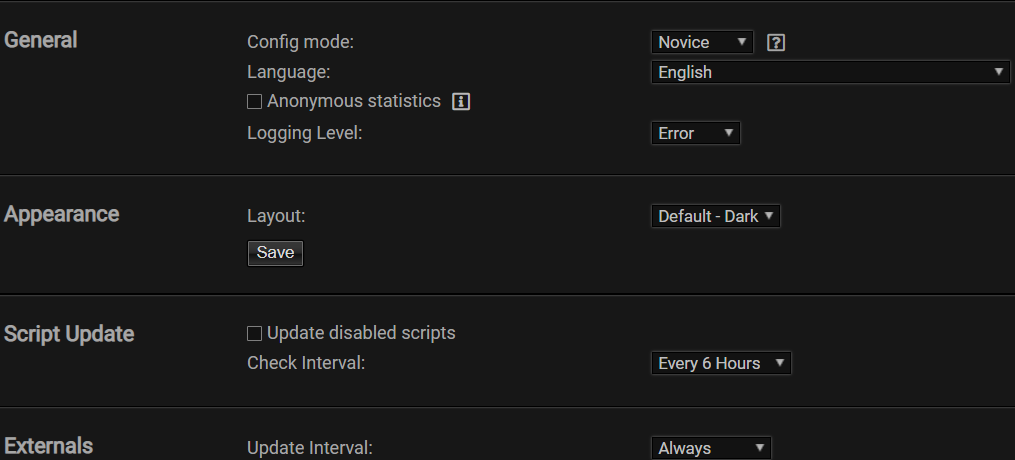 General
Config mode: Novice
Language: English
Anonymous statistics
Logging Level: Error
Appearance
Layout: Default - Dark
Save
Script Update
Update disabled scripts
Check Interval: Every 6 Hours
Externals
Update Interval: Always